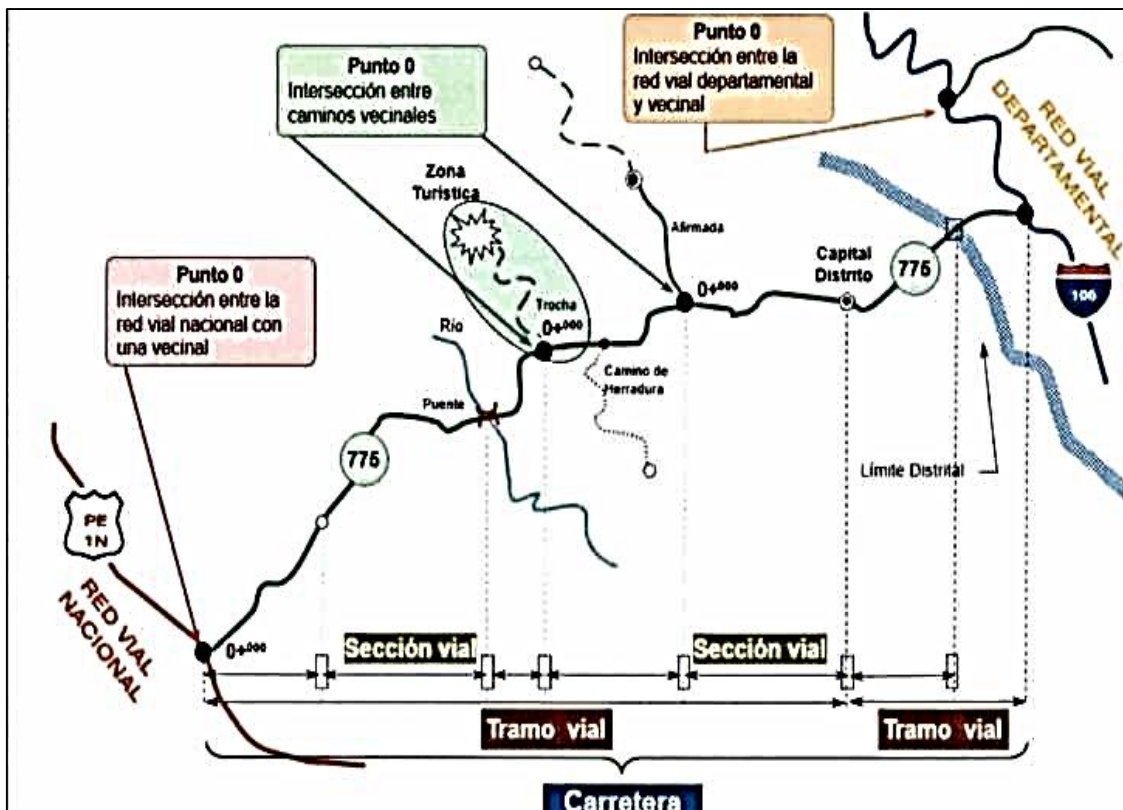 Punto 0
Intersección entre
caminos vecinales
Punto 0
Intersección entre la
red vial departamental
y vecinal
RED VIAL
DEPARTAMENTAL
Zona
Turística
Afirmada
Capital
Distrito
775
106
Punto 0
Intersección entre la
red vial nacional con
una vecinal
Trocha
0+000
0+000
Río
Puente
Camino de
Herradura
775
Límite Distrital
PE
1N
RED VIAL
NACIONAL
0+000
Sección vial
Sección vial
Tramo vial
Tramo vial
Carretera